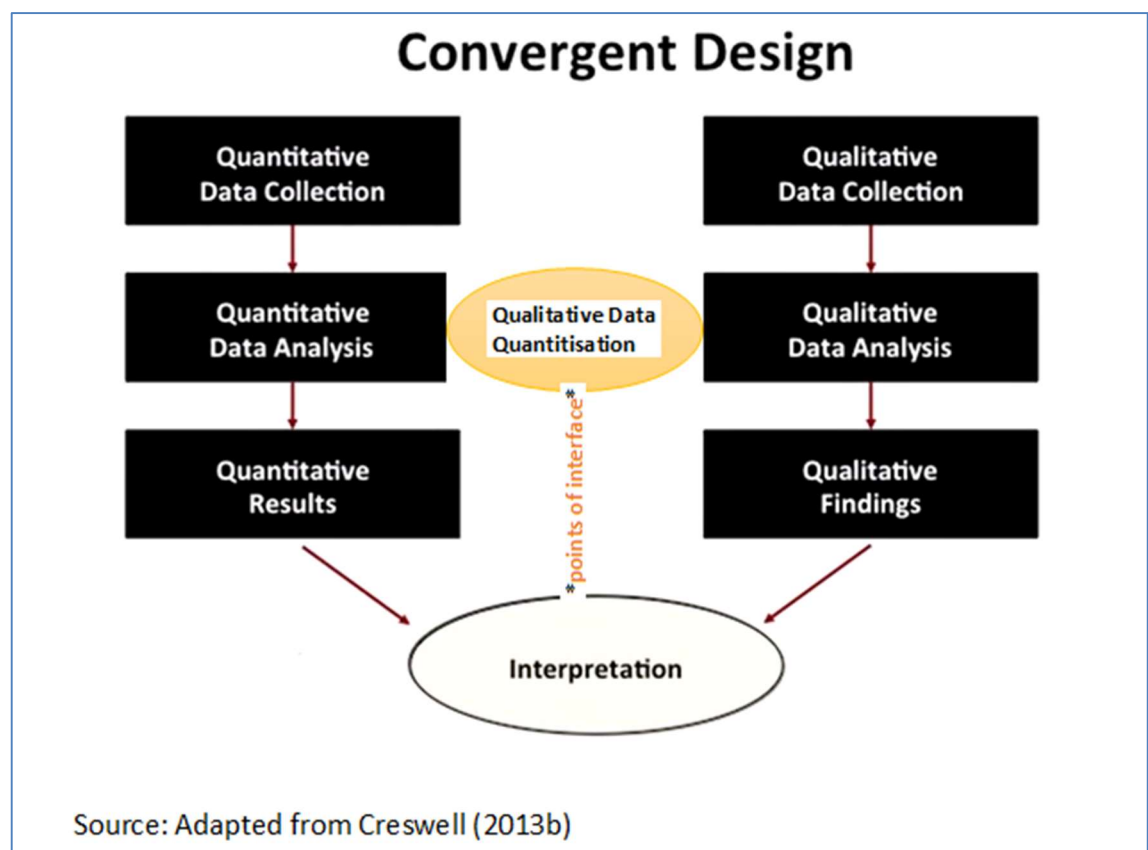 Convergent Design
Quantitative
Data Collection
Qualitative
Data Collection
Quantitative
Data Analysis
Qualitative Data
Quantitisation
Qualitative
Data Analysis
*points of interface*
Quantitative
Results
Qualitative
Findings
Interpretation
Source: Adapted from Creswell (2013b)